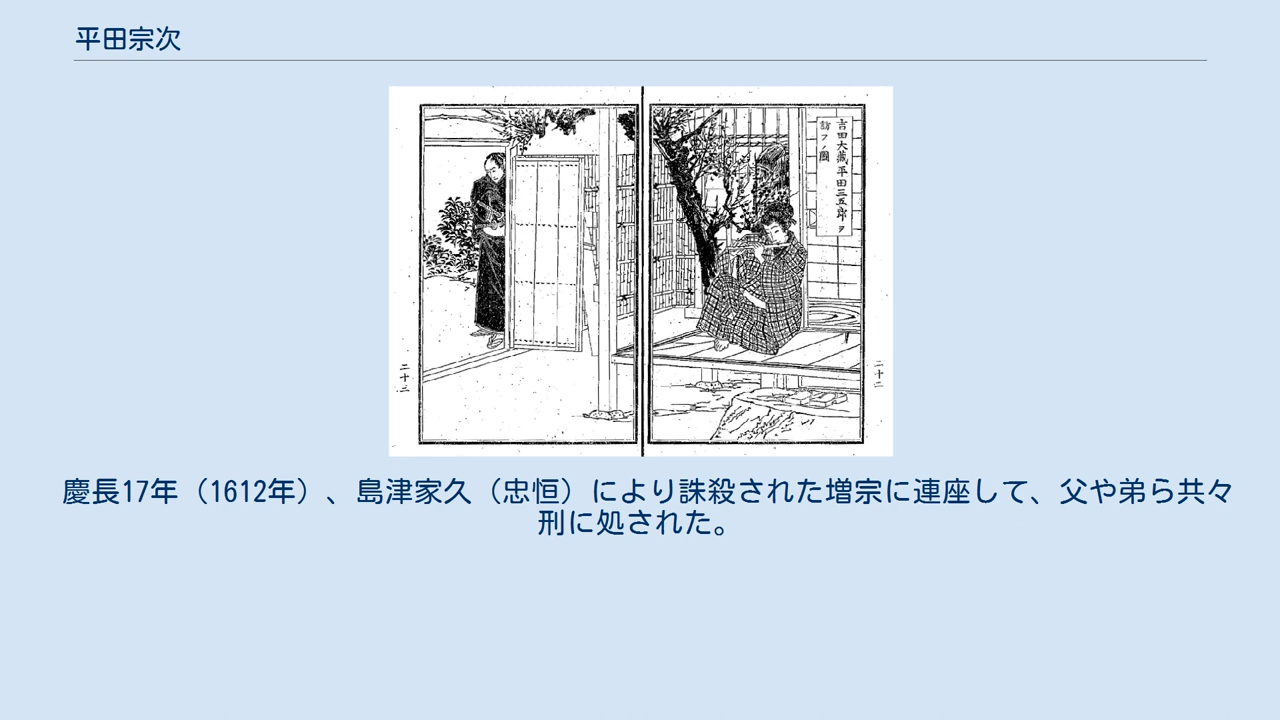 平田宗次
吉田大蔵平田三五郎ヲ
訪フノ圖
二十二
二十二
慶長17年（1612年）、島津家久（忠恒）により誅殺された増宗に連座して、父や弟ら共々
刑に処された。